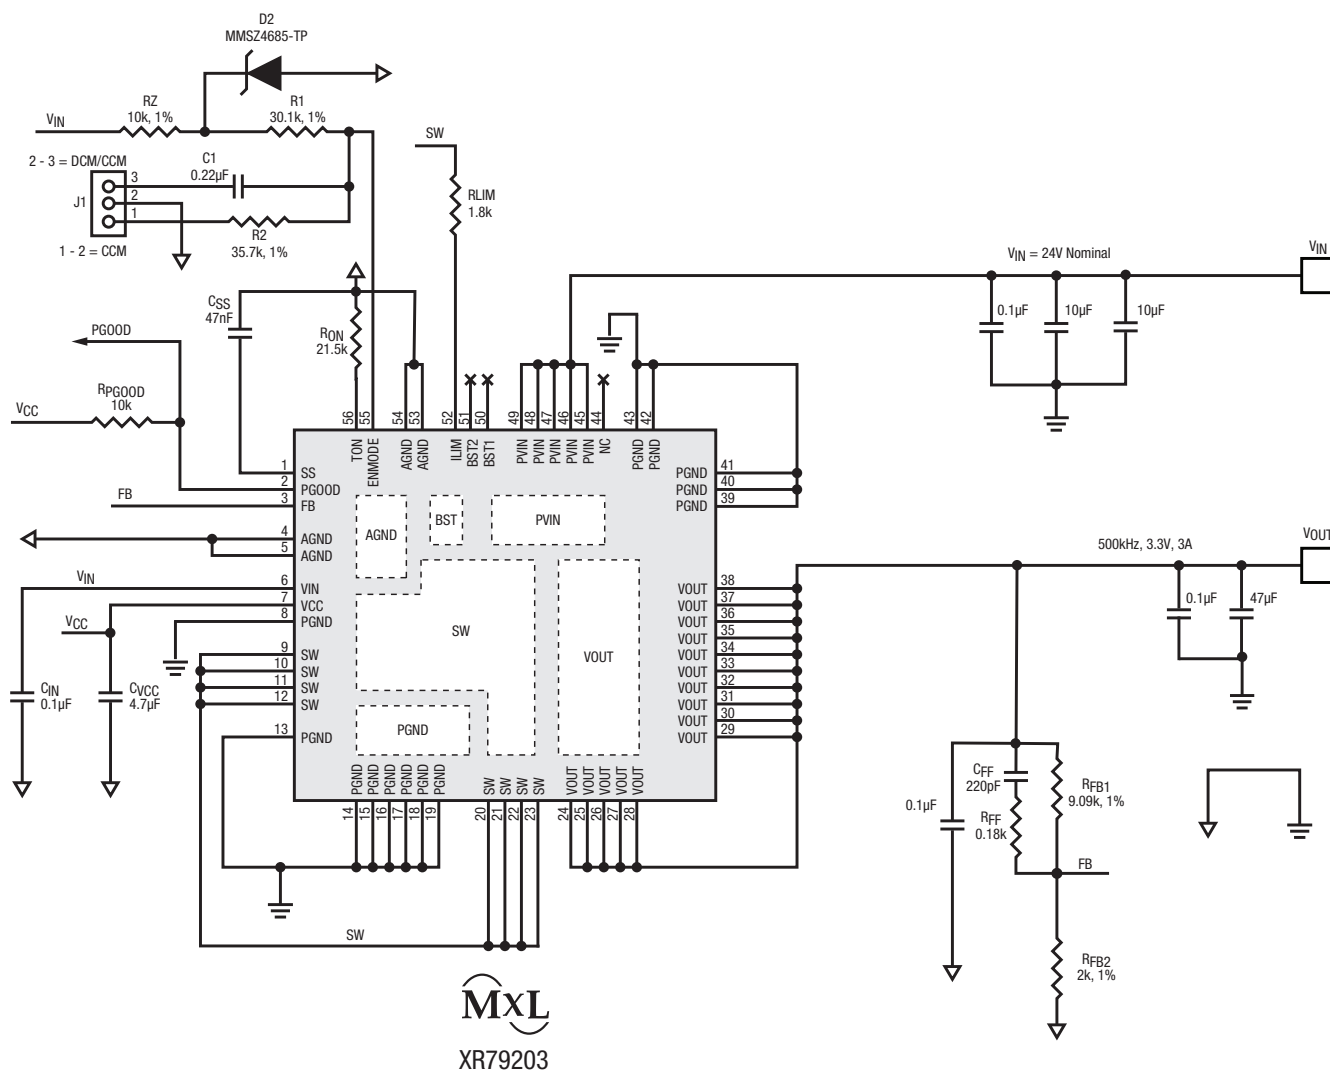 D2
MMSZ4685-TP
RZ
10k, 1%
R1
30.1k, 1%
VIN
SW
2 - 3 = DCM/CCM
C1
0.22µF
3
2
1
J1
RLIM
1.8k
R2
35.7k, 1%
1 - 2 = CCM
VIN = 24V Nominal
VIN
CSS
47nF
RON
21.5k
0.1µF
10µF
10µF
PGOOD
RPGOOD
10k
VCC
56
55
54
53
52
51
50
49
48
47
46
45
44
43
42
TON
ENMODE
AGND
AGND
ILIM
BST2
BST1
PVIN
PVIN
PVIN
PVIN
PVIN
NC
PGND
PGND
1
SS
2
PGOOD
FB
3
FB
4
AGND
5
AGND
VIN
6
VIN
7
VCC
VCC
8
PGND
9
SW
10
SW
11
SW
12
SW
13
PGND
CIN
0.1µF
CVCC
4.7µF
AGND
BST
PVIN
SW
VOUT
PGND
PGND
41
PGND
40
PGND
39
500kHz, 3.3V, 3A
VOUT
0.1µF
47µF
VOUT
38
VOUT
37
VOUT
36
VOUT
35
VOUT
34
VOUT
33
VOUT
32
VOUT
31
VOUT
30
VOUT
29
PGND
PGND
PGND
PGND
PGND
PGND
SW
SW
SW
SW
VOUT
VOUT
VOUT
VOUT
VOUT
14
15
16
17
18
19
20
21
22
23
24
25
26
27
28
CFF
220pF
RFB1
9.09k, 1%
0.1µF
RFF
0.18k
FB
SW
RFB2
2k, 1%
MXL
XR79203